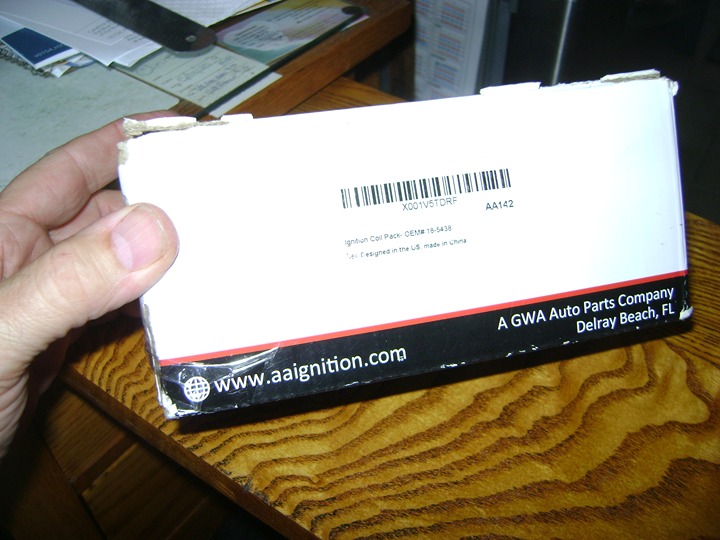 X001V5TDRF AA142
Ignition Coil Pack- OEM# 18-5438
Designed in the US, made in China
A GWA Auto Parts Company
Delray Beach, FL
www.aaignition.com